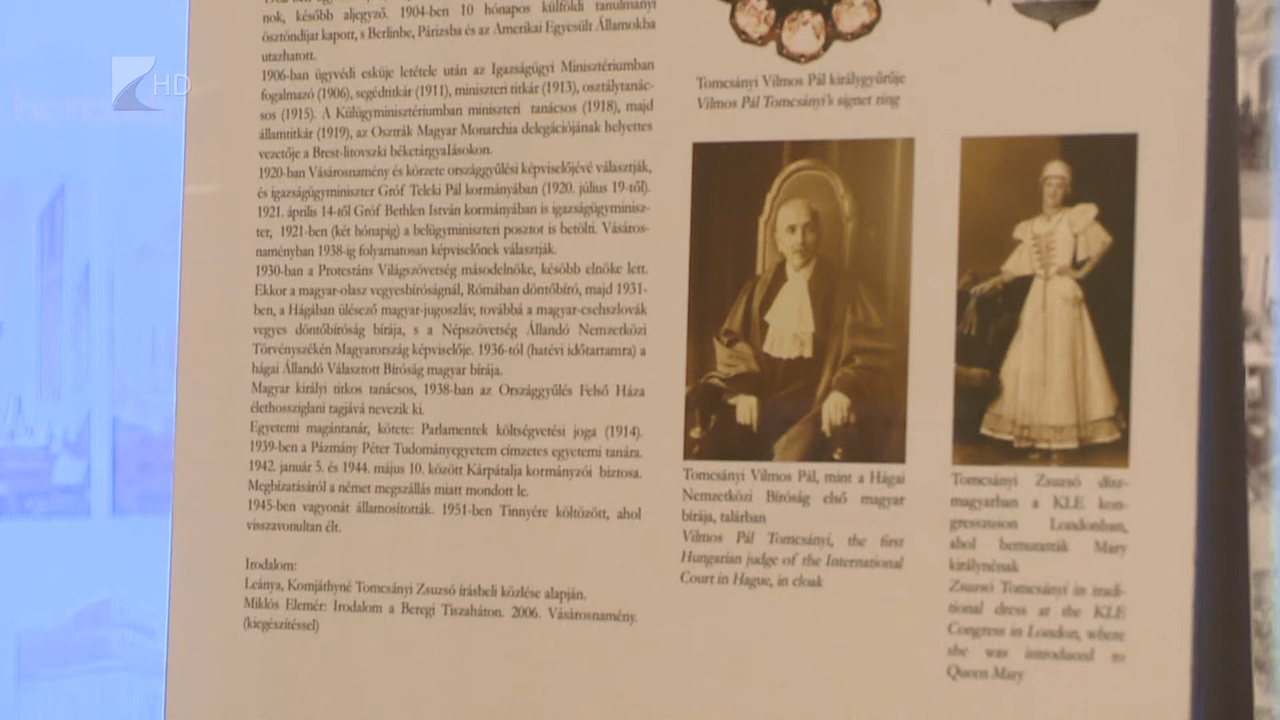 HD
nok, később aljegyző. 1904-ben 10 hónapos külföldi tanulmányi
ösztöndíjat kapott, s Berlinbe, Párizsba és az Amerikai Egyesült Államokba
utazhatott.
1906-ban ügyvédi esküje letétele után az Igazságügyi Minisztériumban
fogalmazó (1906), segédtitkár (1911), miniszteri titkár (1913), osztálytanác-
sos (1915). A Külügyminisztériumban miniszteri tanácsos (1918), majd
államtitkár (1919), az Osztrák Magyar Monarchia delegációjának helyettes
vezetője a Brest-litovszki béketárgyalásokon.
1920-ban Vásárosnamény és körzete országgyűlési képviselőjévé választják,
és igazságügyminiszter Gróf Teleki Pál kormányában (1920. július 19-től).
1921. április 14-től Gróf Bethlen István kormányában is igazságügyminisz-
ter, 1921-ben (két hónapig) a belügyminiszteri posztot is betölti. Vásáros-
naményban 1938-ig folyamatosan képviselőnek választják.
1930-ban a Protestáns Világszövetség másodelnöke, később elnöke lett.
Ekkor a magyar-olasz vegyesbíróságnál, Rómában döntőbíró, majd 1931-
ben, a Hágában ülésező magyar-jugoszláv, továbbá a magyar-csehszlovák
vegyes döntőbíróság bírája, s a Népszövetség Állandó Nemzetközi
Törvényszékén Magyarország képviselője. 1936-tól (hatévi időtartamra) a
hágai Állandó Választott Bíróság magyar bírája.
Magyar királyi titkos tanácsos, 1938-ban az Országgyűlés Felső Háza
élethossziglani tagjává nevezik ki.
Egyetemi magántanár, kötete: Parlamentek költségvetési joga (1914).
1939-ben a Pázmány Péter Tudományegyetem címzetes egyetemi tanára.
1942. január 5. és 1944. május 10. között Kárpátalja kormányzói biztosa.
Megbízatásáról a német megszállás miatt mondott le.
1945-ben vagyonát államosították. 1951-ben Tinnyére költözött, ahol
visszavonultan élt.
Irodalom:
Leánya, Komjáthyné Tomcsányi Zsuzsó írásbeli közlése alapján.
Miklós Elemér: Irodalom a Beregi Tiszaháton. 2006. Vásárosnamény.
(kiegészítéssel)
Tomcsányi Vilmos Pál királygyűrűje
Vilmos Pál Tomcsányi's signet ring
Tomcsányi Vilmos Pál, mint a Hágai
Nemzetközi Bíróság első magyar
bírája, talárban
Vilmos Pál Tomcsányi, the first
Hungarian judge of the International
Court in Hague, in cloak
Tomcsányi Zsuzsó dísz-
magyarban a KLE kon-
gresszuson Londonban,
ahol bemutatták Mary
királynénak
Zsuzsó Tomcsányi in tradi-
tional dress at the KLE
Congress in London, where
she was introduced to
Queen Mary